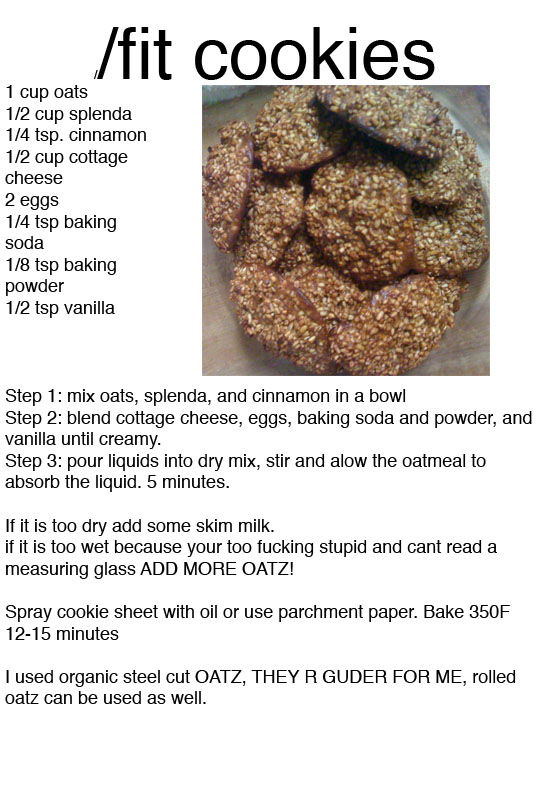 //fit cookies
1 cup oats
1/2 cup splenda
1/4 tsp. cinnamon
1/2 cup cottage
cheese
2 eggs
1/4 tsp baking
soda
1/8 tsp baking
powder
1/2 tsp vanilla
Step 1: mix oats, splenda, and cinnamon in a bowl
Step 2: blend cottage cheese, eggs, baking soda and powder, and
vanilla until creamy.
Step 3: pour liquids into dry mix, stir and alow the oatmeal to
absorb the liquid. 5 minutes.
If it is too dry add some skim milk.
if it is too wet because your too fucking stupid and cant read a
measuring glass ADD MORE OATZ!
Spray cookie sheet with oil or use parchment paper. Bake 350F
12-15 minutes
I used organic steel cut OATZ, THEY R GUDER FOR ME, rolled
oatz can be used as well.